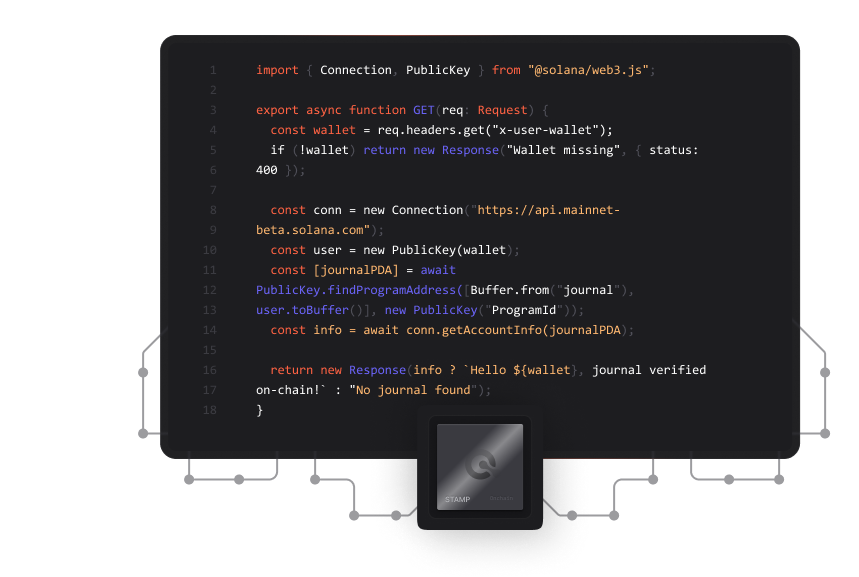 1 import { Connection, PublicKey } from "@solana/web3.js";
2
3 export async function GET(req: Request) {
4 const wallet = req.headers.get("x-user-wallet");
5 if (!wallet) return new Response("Wallet missing", { status:
6 400 });
7
8 const conn = new Connection("https://api.mainnet-
9 beta.solana.com");
10 const user = new PublicKey(wallet);
11 const [journalPDA] = await
12 PublicKey.findProgramAddress([Buffer.from("journal"),
13 user.toBuffer()], new PublicKey("ProgramId"));
14 const info = await conn.getAccountInfo(journalPDA);
15
16 return new Response(info ? `Hello ${wallet}, journal verified
17 on-chain!` : "No journal found");
18 }
STAMP